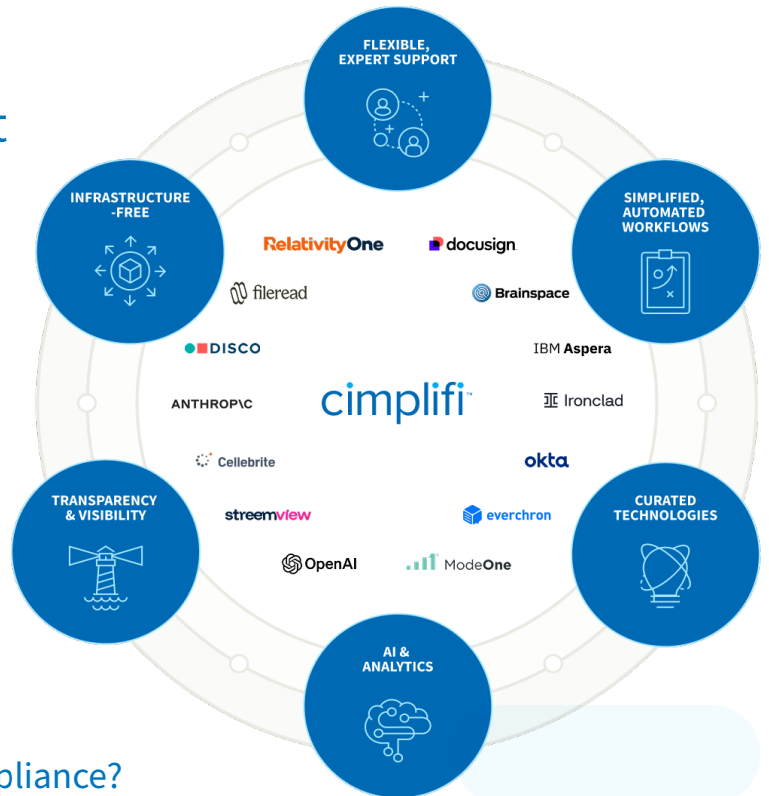 FLEXIBLE,
EXPERT SUPPORT
t
INFRASTRUCTURE
-FREE
SIMPLIFIED,
AUTOMATED
WORKFLOWS
RelativityOne
docusign
fileread
Brainspace
DISCO
IBM Aspera
ANTHROP\C
cimplifi™
Ironclad
Cellebrite
okta
TRANSPARENCY
& VISIBILITY
CURATED
TECHNOLOGIES
streemview
everchron
OpenAI
ModeOne
AI &
ANALYTICS
pliance?